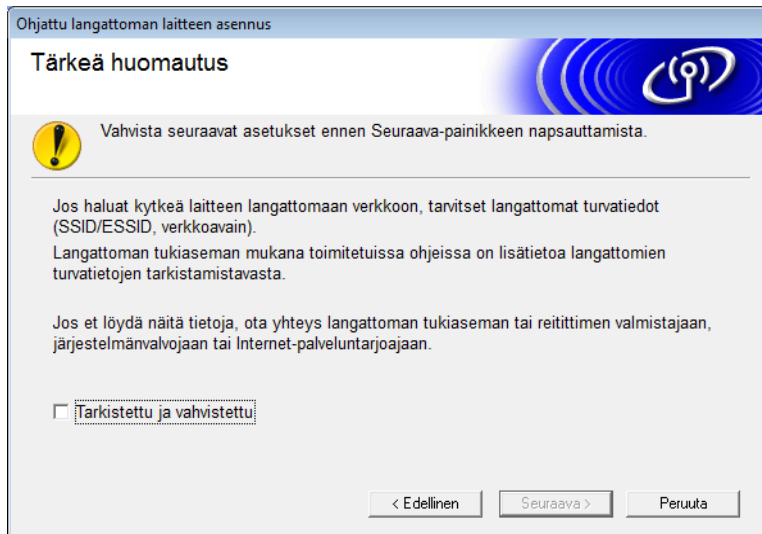 Ohjattu langattoman laitteen asennus
Tärkeä huomautus
Vahvista seuraavat asetukset ennen Seuraava-painikkeen napsauttamista.
Jos haluat kytkeä laitteen langattomaan verkkoon, tarvitset langattomat turvatiedot
(SSID/ESSID, verkkoavain).
Langattoman tukiaseman mukana toimitetuissa ohjeissa on lisätietoa langattomien
turvatietojen tarkistamistavasta.
Jos et löydä näitä tietoja, ota yhteys langattoman tukiaseman tai reitittimen valmistajaan,
järjestelmänvalvojaan tai Internet-palveluntarjoajaan.
Tarkistettu ja vahvistettu
< Edellinen
Seuraava >
Peruuta